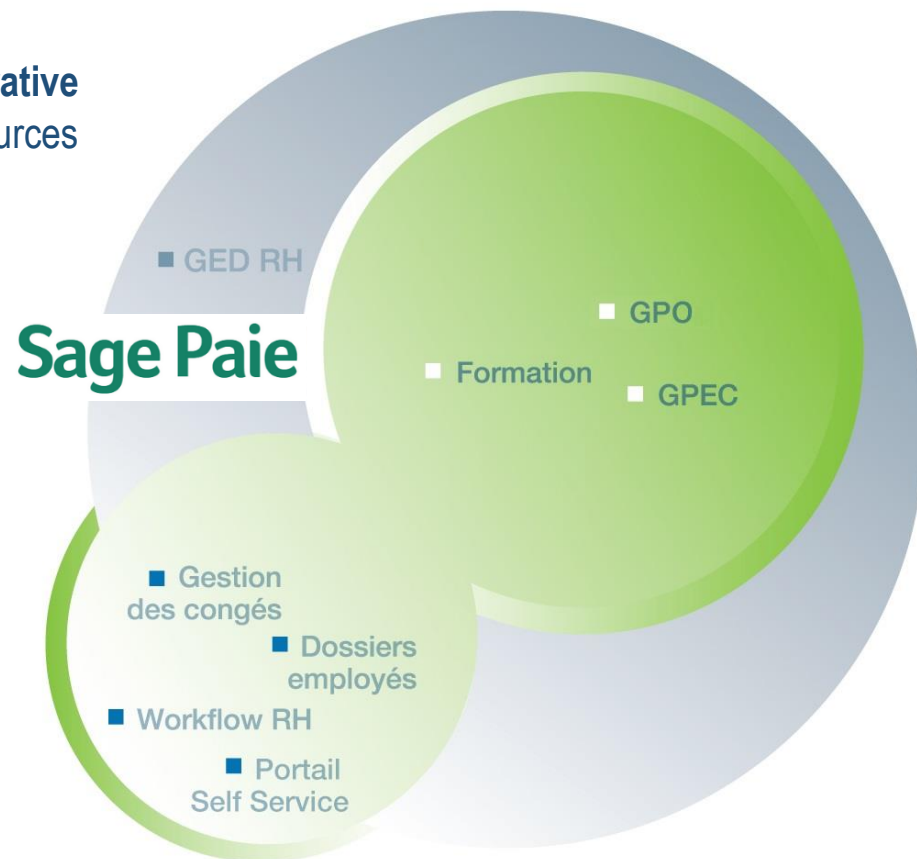 ative
urces
GED RH
Sage Paie
GPO
Formation
GPEC
Gestion
des congés
Dossiers
employés
Workflow RH
Portail
Self Service